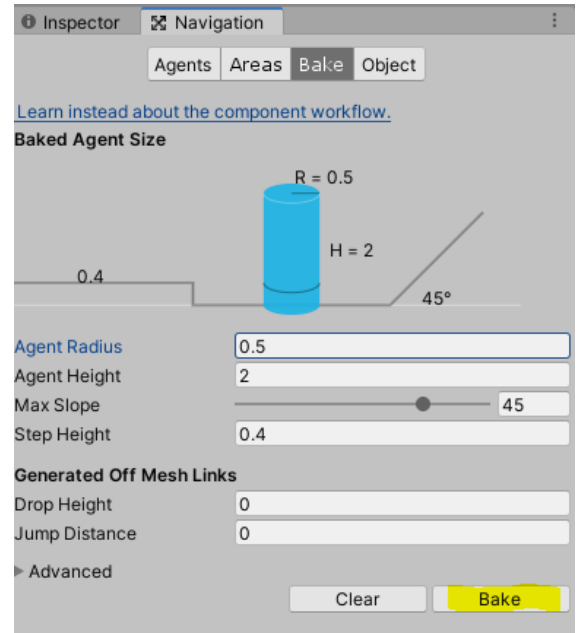 Inspector Navigation
Agents Areas Bake Object
Learn instead about the component workflow.
Baked Agent Size
R = 0.5
H = 2
0.4
45°
Agent Radius 0.5
Agent Height 2
Max Slope 45
Step Height 0.4
Generated Off Mesh Links
Drop Height 0
Jump Distance 0
Advanced
Clear Bake